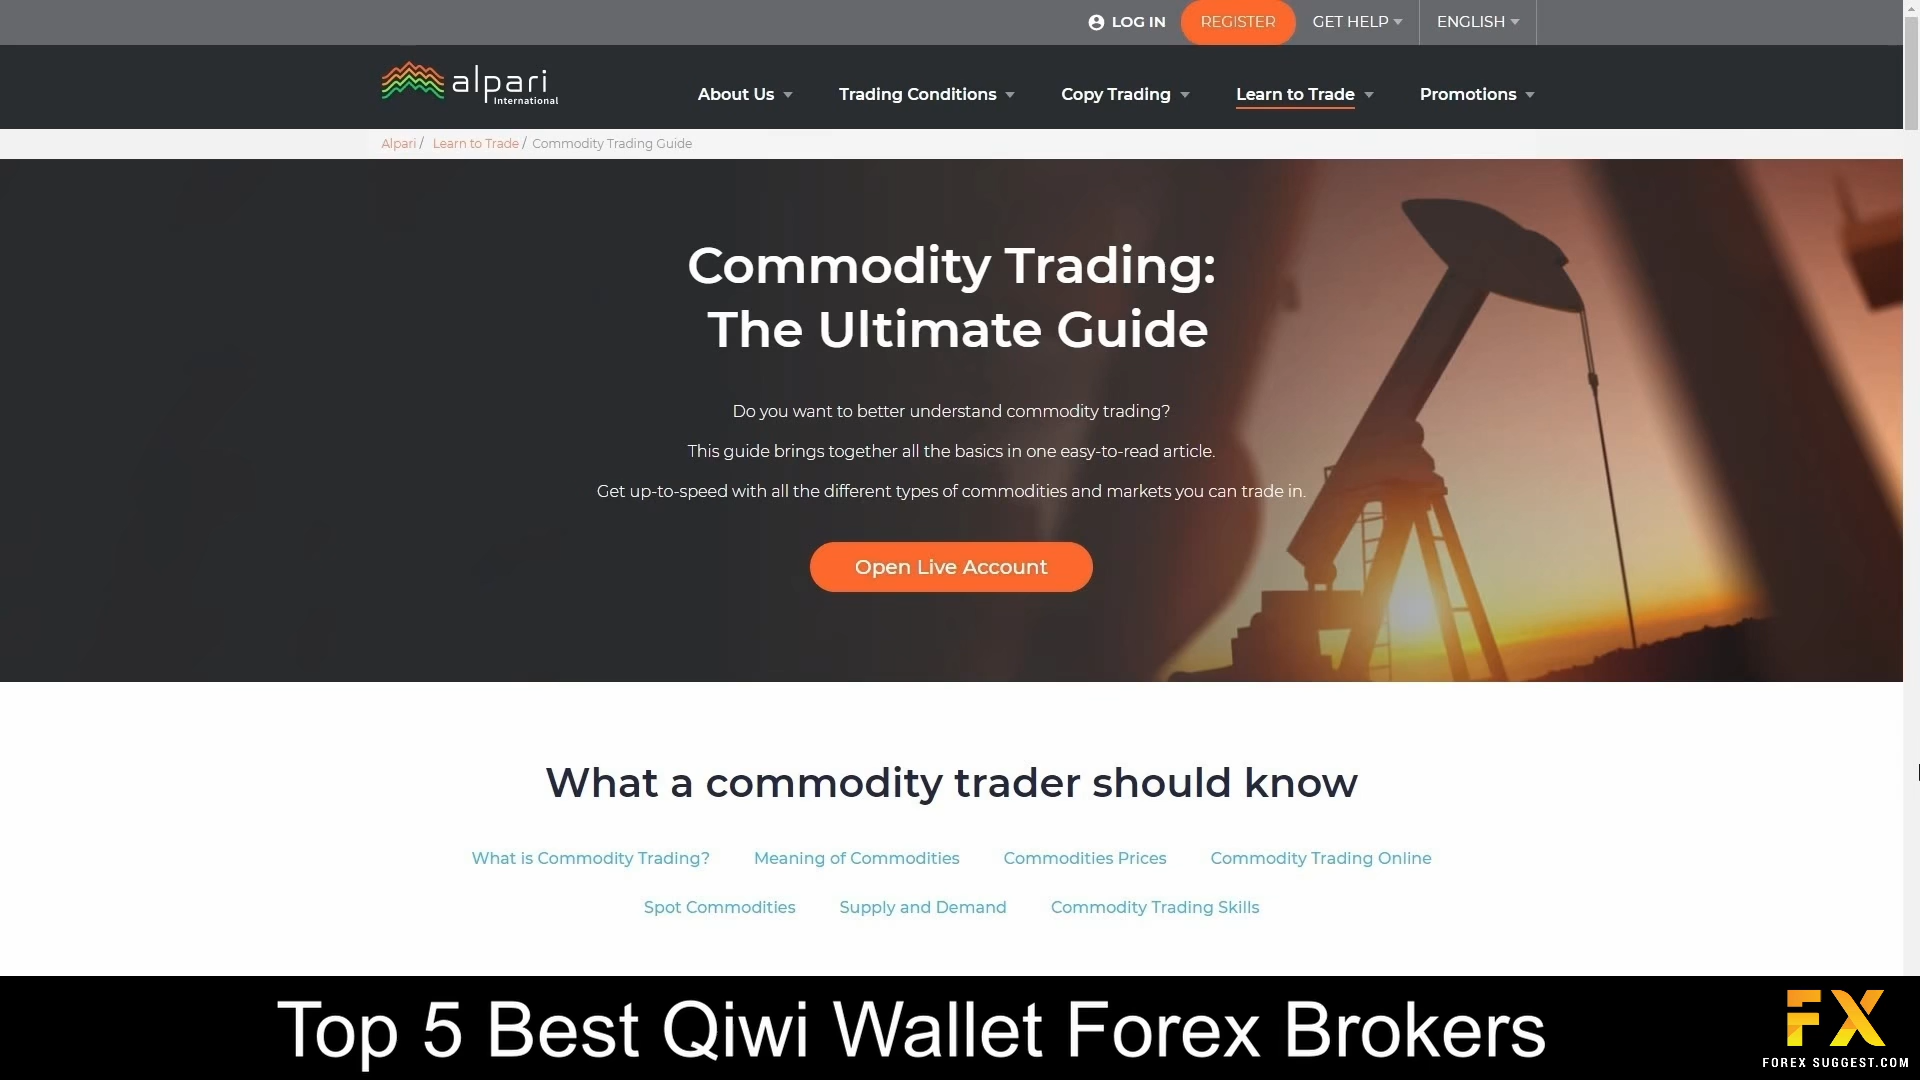 LOG IN REGISTER GET HELP ENGLISH
alpari
International
About Us Trading Conditions Copy Trading Learn to Trade Promotions
Alpari / Learn to Trade / Commodity Trading Guide
Commodity Trading:
The Ultimate Guide
Do you want to better understand commodity trading?
This guide brings together all the basics in one easy-to-read article.
Get up-to-speed with all the different types of commodities and markets you can trade in.
Open Live Account
What a commodity trader should know
What is Commodity Trading? Meaning of Commodities Commodities Prices Commodity Trading Online
Spot Commodities Supply and Demand Commodity Trading Skills
Top 5 Best Qiwi Wallet Forex Brokers
FX
FOREX SUGGEST.COM